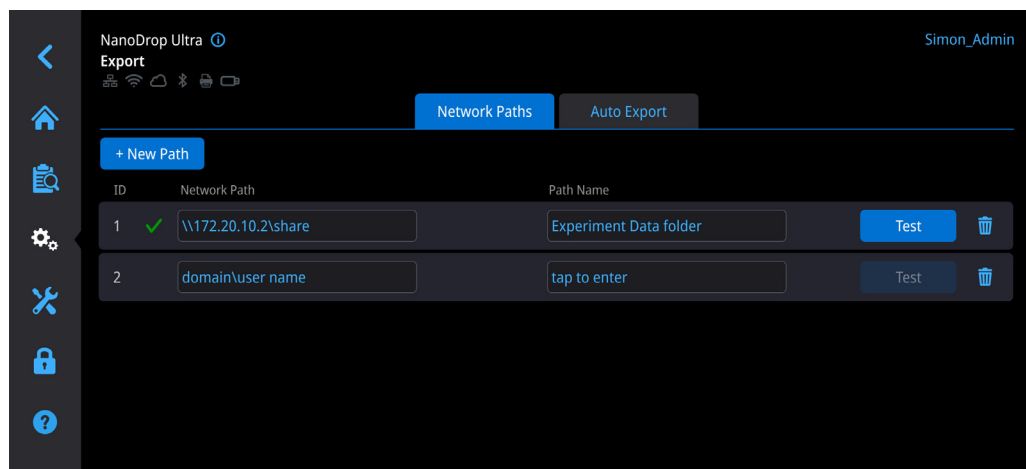 NanoDrop Ultra
Simon_Admin
Export
Network Paths Auto Export
+ New Path
ID Network Path Path Name
1 \\172.20.10.2\share Experiment Data folder Test
2 domain\user name tap to enter Test
?